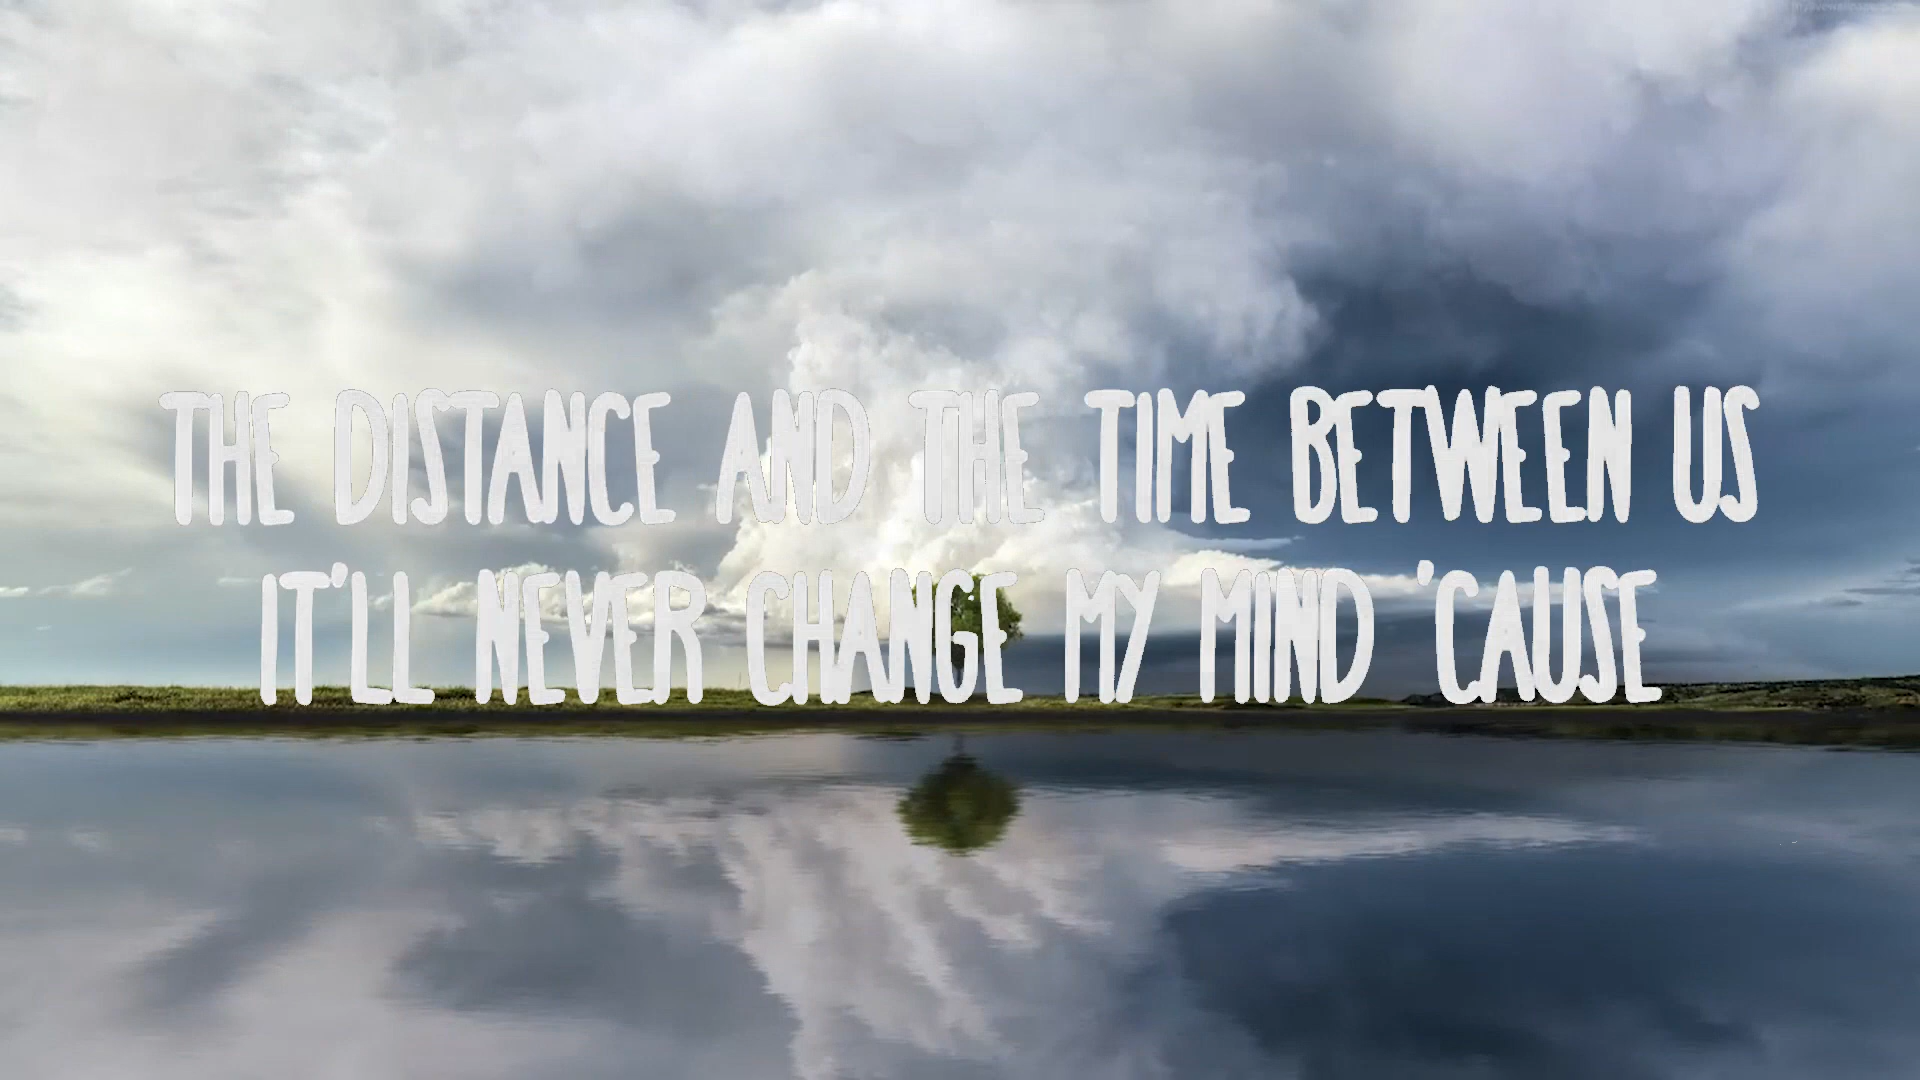 THE DISTANCE AND THE TIME BETWEEN US
IT'LL NEVER CHANGE MY MIND 'CAUSE